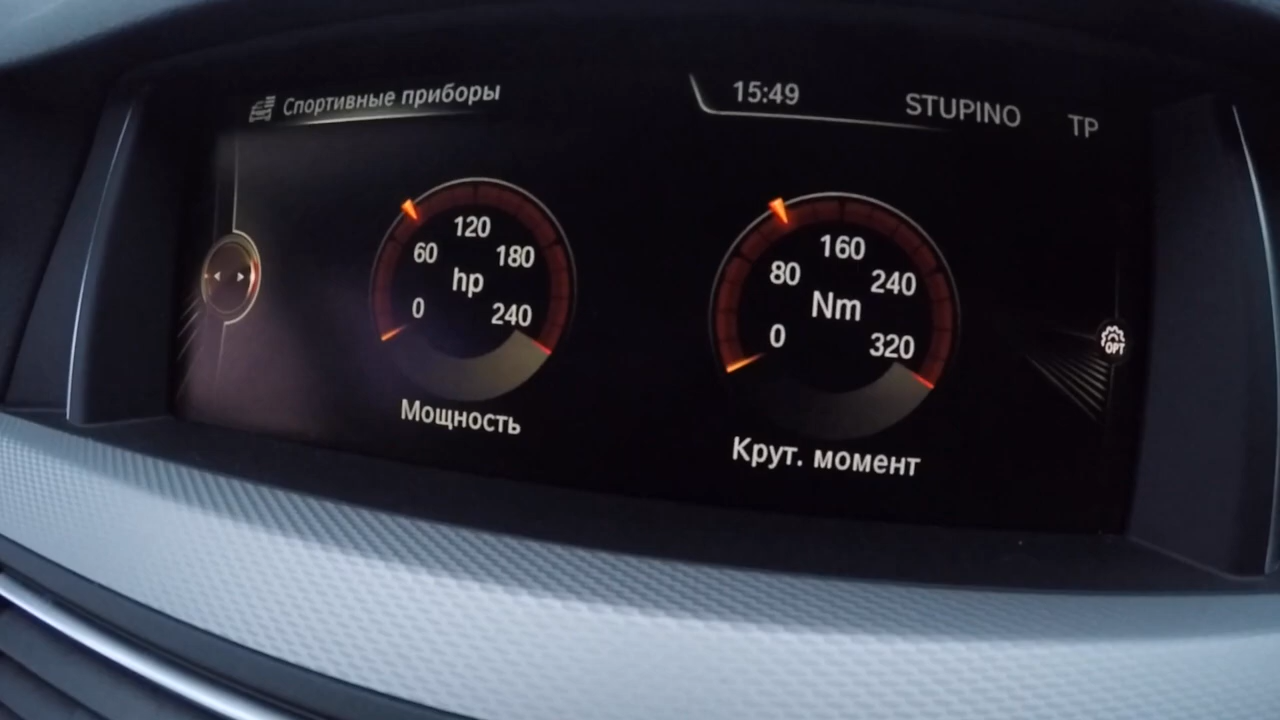 Спортивные приборы
15:49
STUPINO
TP
120
60
180
hp
0
240
Мощность
160
80
240
Nm
0
320
Крут. момент
OPT